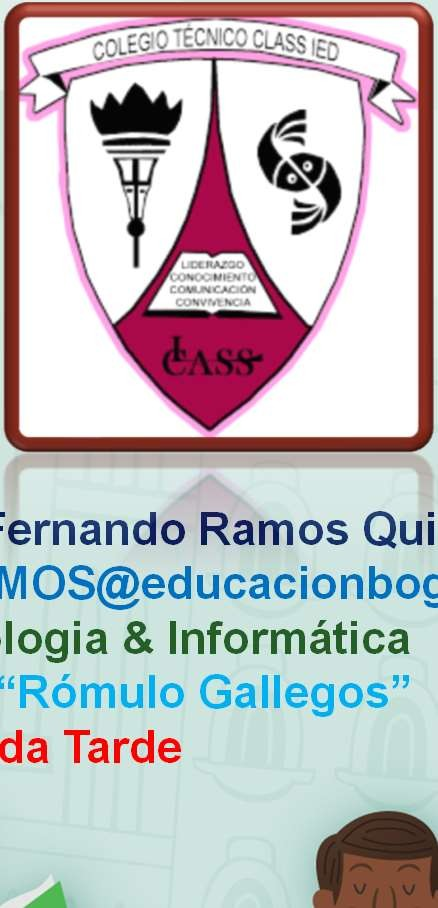 COLEGIO TÉCNICO CLASS IED
LIDERAZGO
CONOCIMIENTO
COMUNICACIÓN
CONVIVENCIA
CLASS
Fernando Ramos Qui
MOS@educacionbog
logia & Informática
“Rómulo Gallegos”
da Tarde